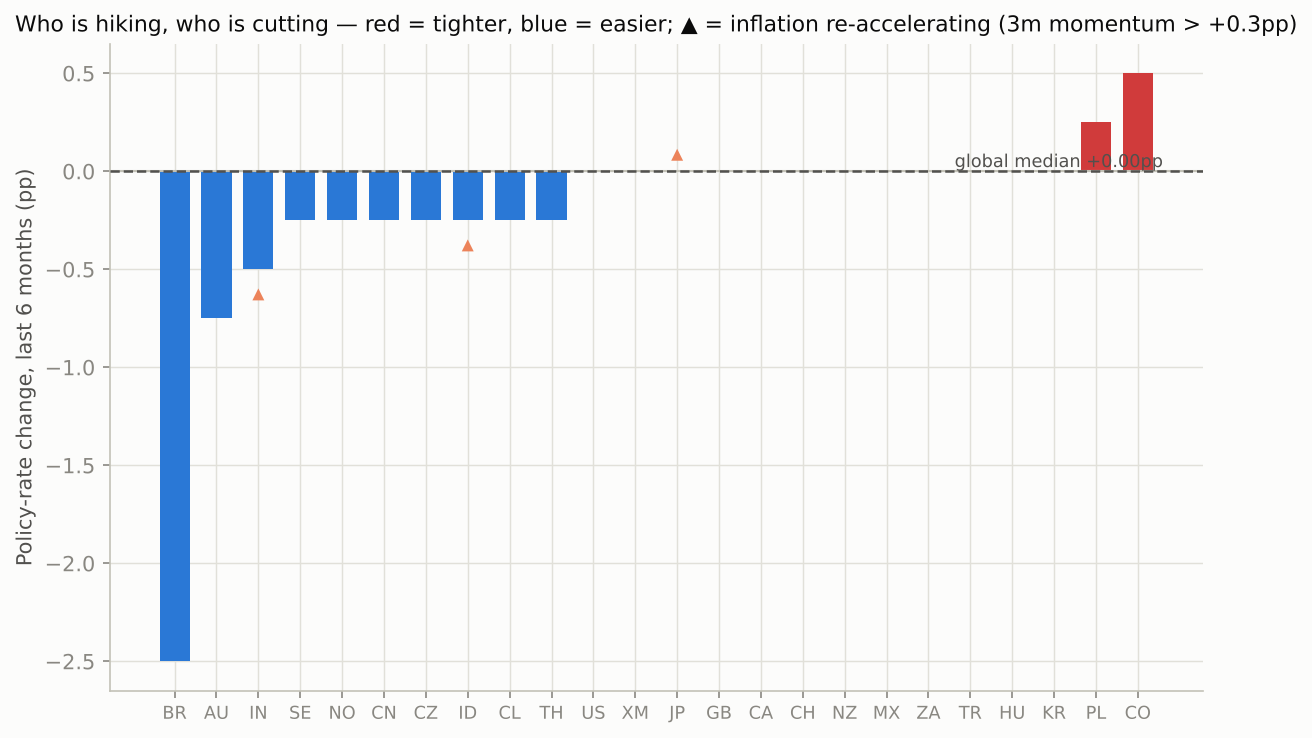 Who is hiking, who is cutting — red = tighter, blue = easier; ▲ = inflation re-accelerating (3m momentum > +0.3pp)
Policy-rate change, last 6 months (pp)
0.5
0.0
−0.5
−1.0
−1.5
−2.0
−2.5
global median +0.00pp
BR AU IN SE NO CN CZ ID CL TH US XM JP GB CA CH NZ MX ZA TR HU KR PL CO